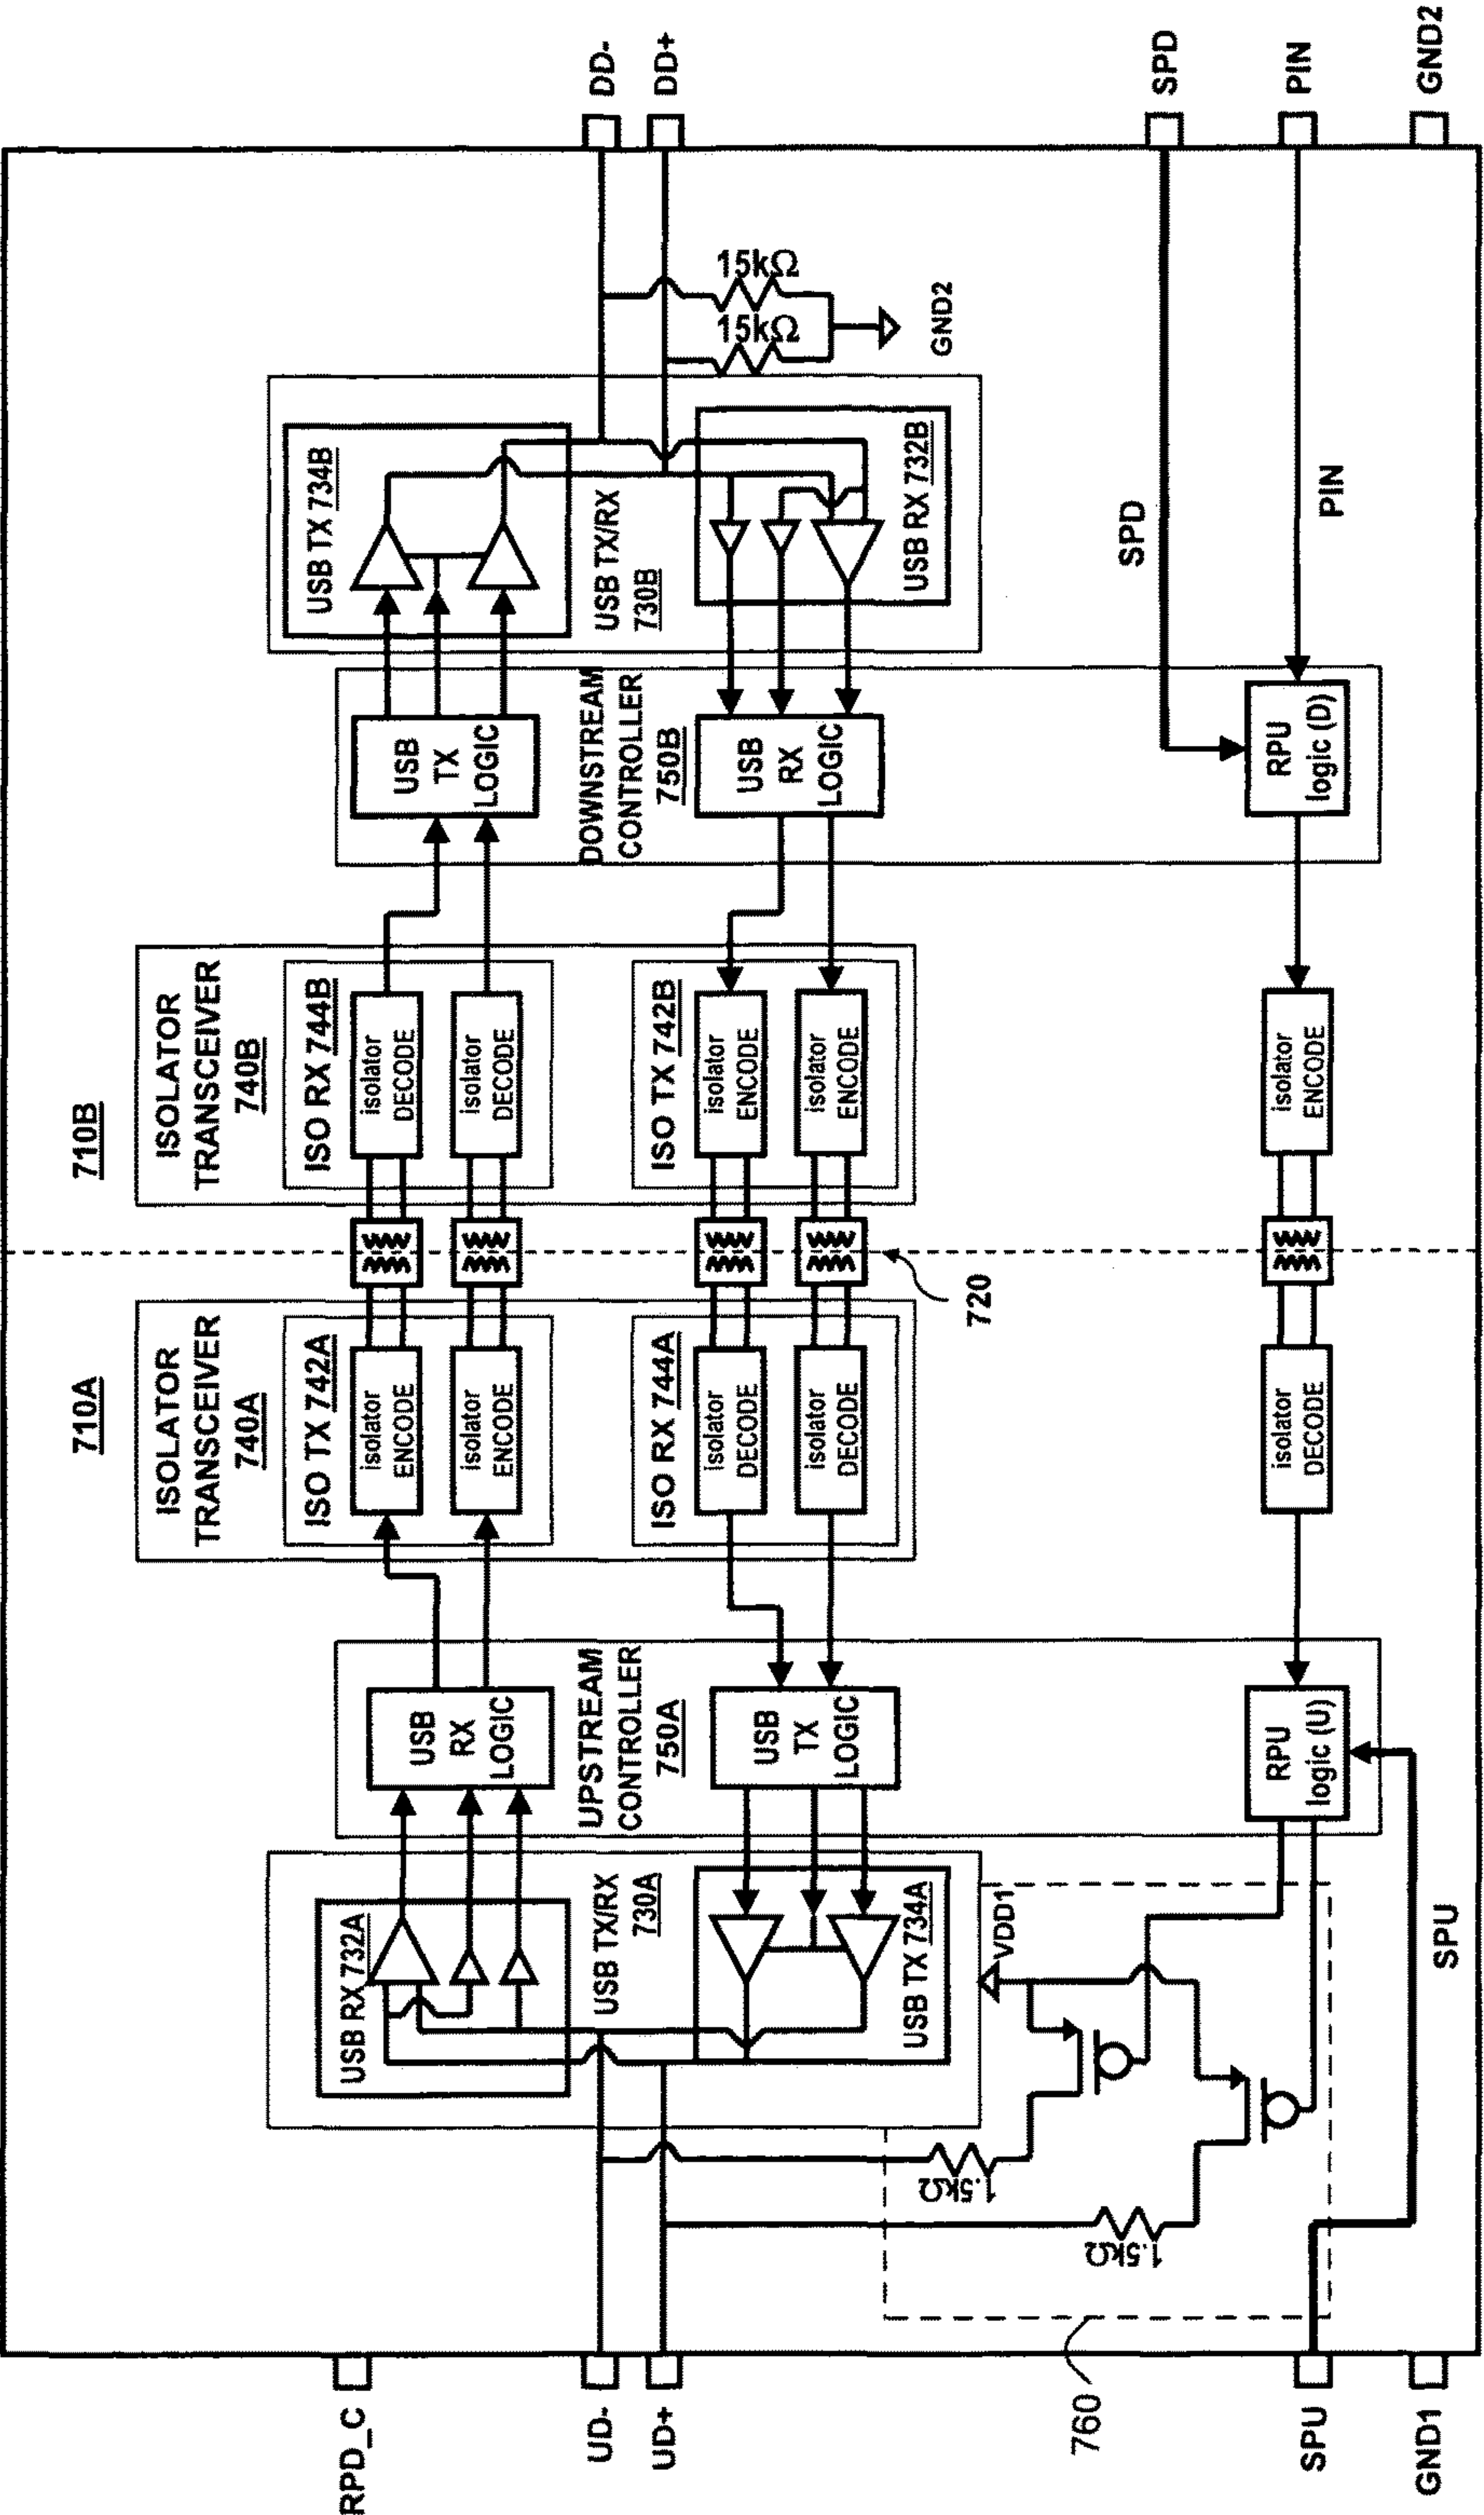 RPD_C
UD-
UD+
SPU
GND1
760
USB RX 732A
USB TX/RX
730A
USB TX 734A
VDD1
1.5kΩ
1.5kΩ
SPU
UPSTREAM
CONTROLLER
750A
USB
RX
LOGIC
USB
TX
LOGIC
RPU
logic (U)
710A
ISOLATOR
TRANSCEIVER
740A
ISO TX 742A
isolator
ENCODE
isolator
ENCODE
ISO RX 744A
isolator
DECODE
isolator
DECODE
isolator
DECODE
720
710B
ISOLATOR
TRANSCEIVER
740B
ISO RX 744B
isolator
DECODE
isolator
DECODE
ISO TX 742B
isolator
ENCODE
isolator
ENCODE
isolator
ENCODE
USB
TX
LOGIC
DOWNSTREAM
CONTROLLER
750B
USB
RX
LOGIC
RPU
logic (D)
USB TX 734B
USB TX/RX
730B
USB RX 732B
15kΩ
15kΩ
GND2
SPD
PIN
DD-
DD+
SPD
PIN
GND2